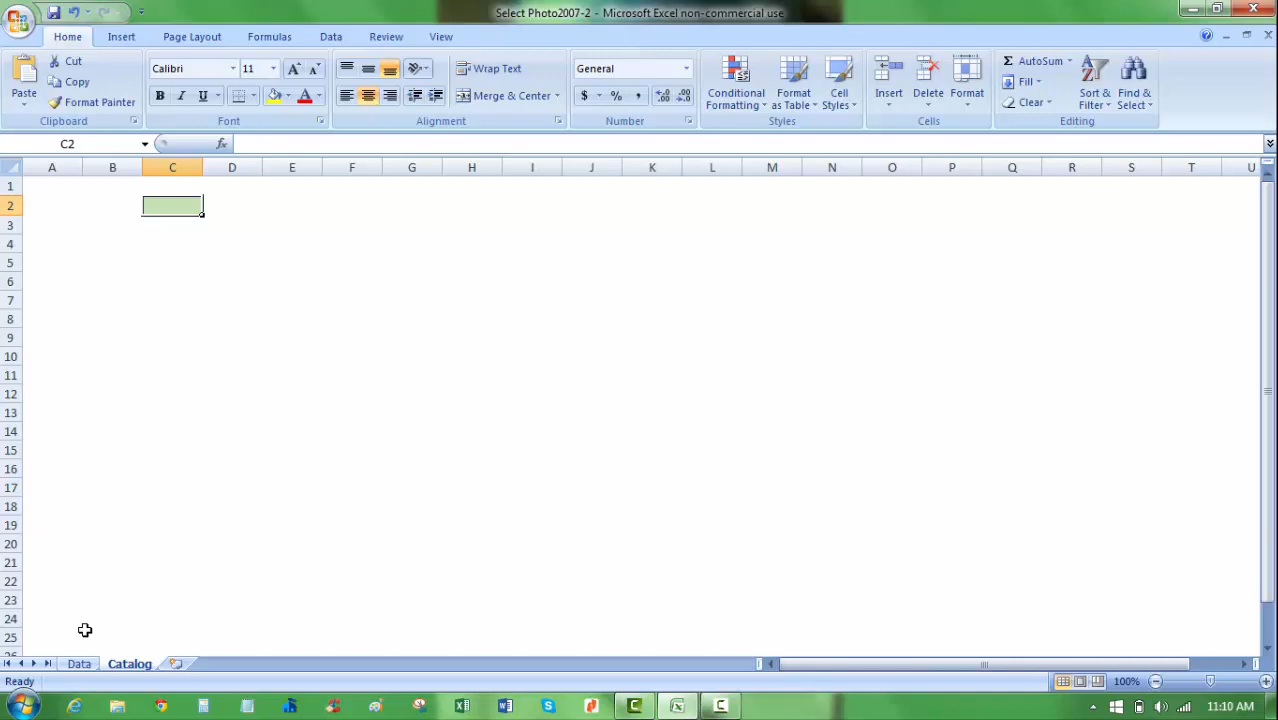 Select Photo2007-2 - Microsoft Excel non-commercial use
Home Insert Page Layout Formulas Data Review View
Paste
Cut
Copy
Format Painter
Clipboard
Calibri 11
B I U A
Font
Wrap Text
Merge & Center
Alignment
General
$ % ,
Number
Conditional Formatting
Format as Table
Cell Styles
Styles
Insert Delete Format
Cells
Σ AutoSum
Fill
Clear
Sort & Filter
Find & Select
Editing
C2 fx
A B C D E F G H I J K L M N O P Q R S T U
1
2
3
4
5
6
7
8
9
10
11
12
13
14
15
16
17
18
19
20
21
22
23
24
25
26
Data Catalog
Ready 100%
11:10 AM